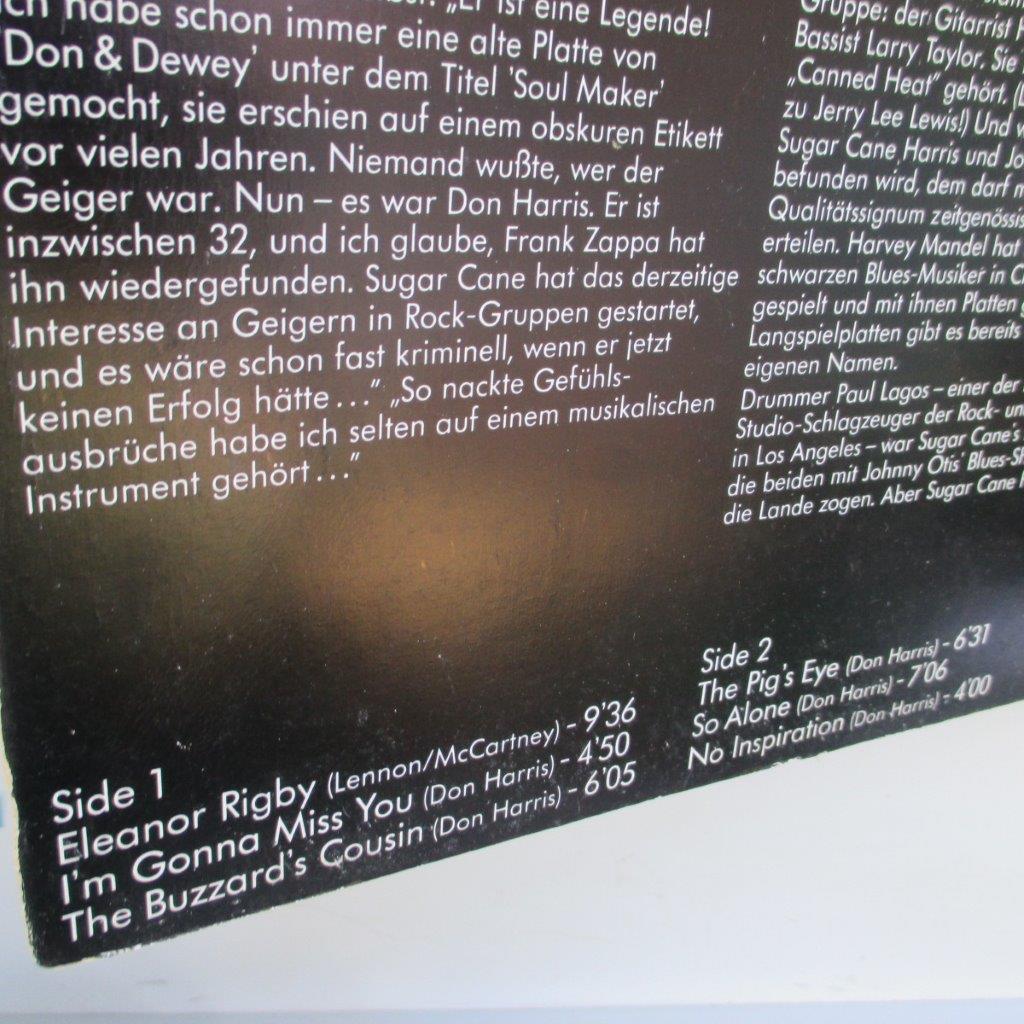 „Er ist eine Legende!
ich habe schon immer eine alte Platte von
'Don & Dewey' unter dem Titel 'Soul Maker'
gemocht, sie erschien auf einem obskuren Etikett
vor vielen Jahren. Niemand wußte, wer der
Geiger war. Nun – es war Don Harris. Er ist
inzwischen 32, und ich glaube, Frank Zappa hat
ihn wiedergefunden. Sugar Cane hat das derzeitige
Interesse an Geigern in Rock-Gruppen gestartet,
und es wäre schon fast kriminell, wenn er jetzt
keinen Erfolg hätte...” „So nackte Gefühls-
ausbrüche habe ich selten auf einem musikalischen
Instrument gehört...”
Gruppe: der Gitarrist
Bassist Larry Taylor. Sie
„Canned Heat” gehört.
zu Jerry Lee Lewis!) Und
Sugar Cane Harris und
befunden wird, dem darf
Qualitätssignum
erteilen. Harvey Mandel hat
schwarzen Blues-Musiker in
gespielt und mit ihnen Platten
Langspielplatten gibt es bereits
eigenen Namen.
Drummer Paul Lagos – einer der
Studio-Schlagzeuger der Rock-
in Los Angeles – war Sugar Cane's
die beiden mit Johnny Otis'
die Lande zogen. Aber Sugar Cane
Side 1
Eleanor Rigby (Lennon/McCartney) - 9'36
I'm Gonna Miss You (Don Harris) - 4'50
The Buzzard's Cousin (Don Harris) - 6'05
Side 2
The Pig's Eye (Don Harris) - 6'31
So Alone (Don Harris) - 7'06
No Inspiration (Don Harris) - 4'00